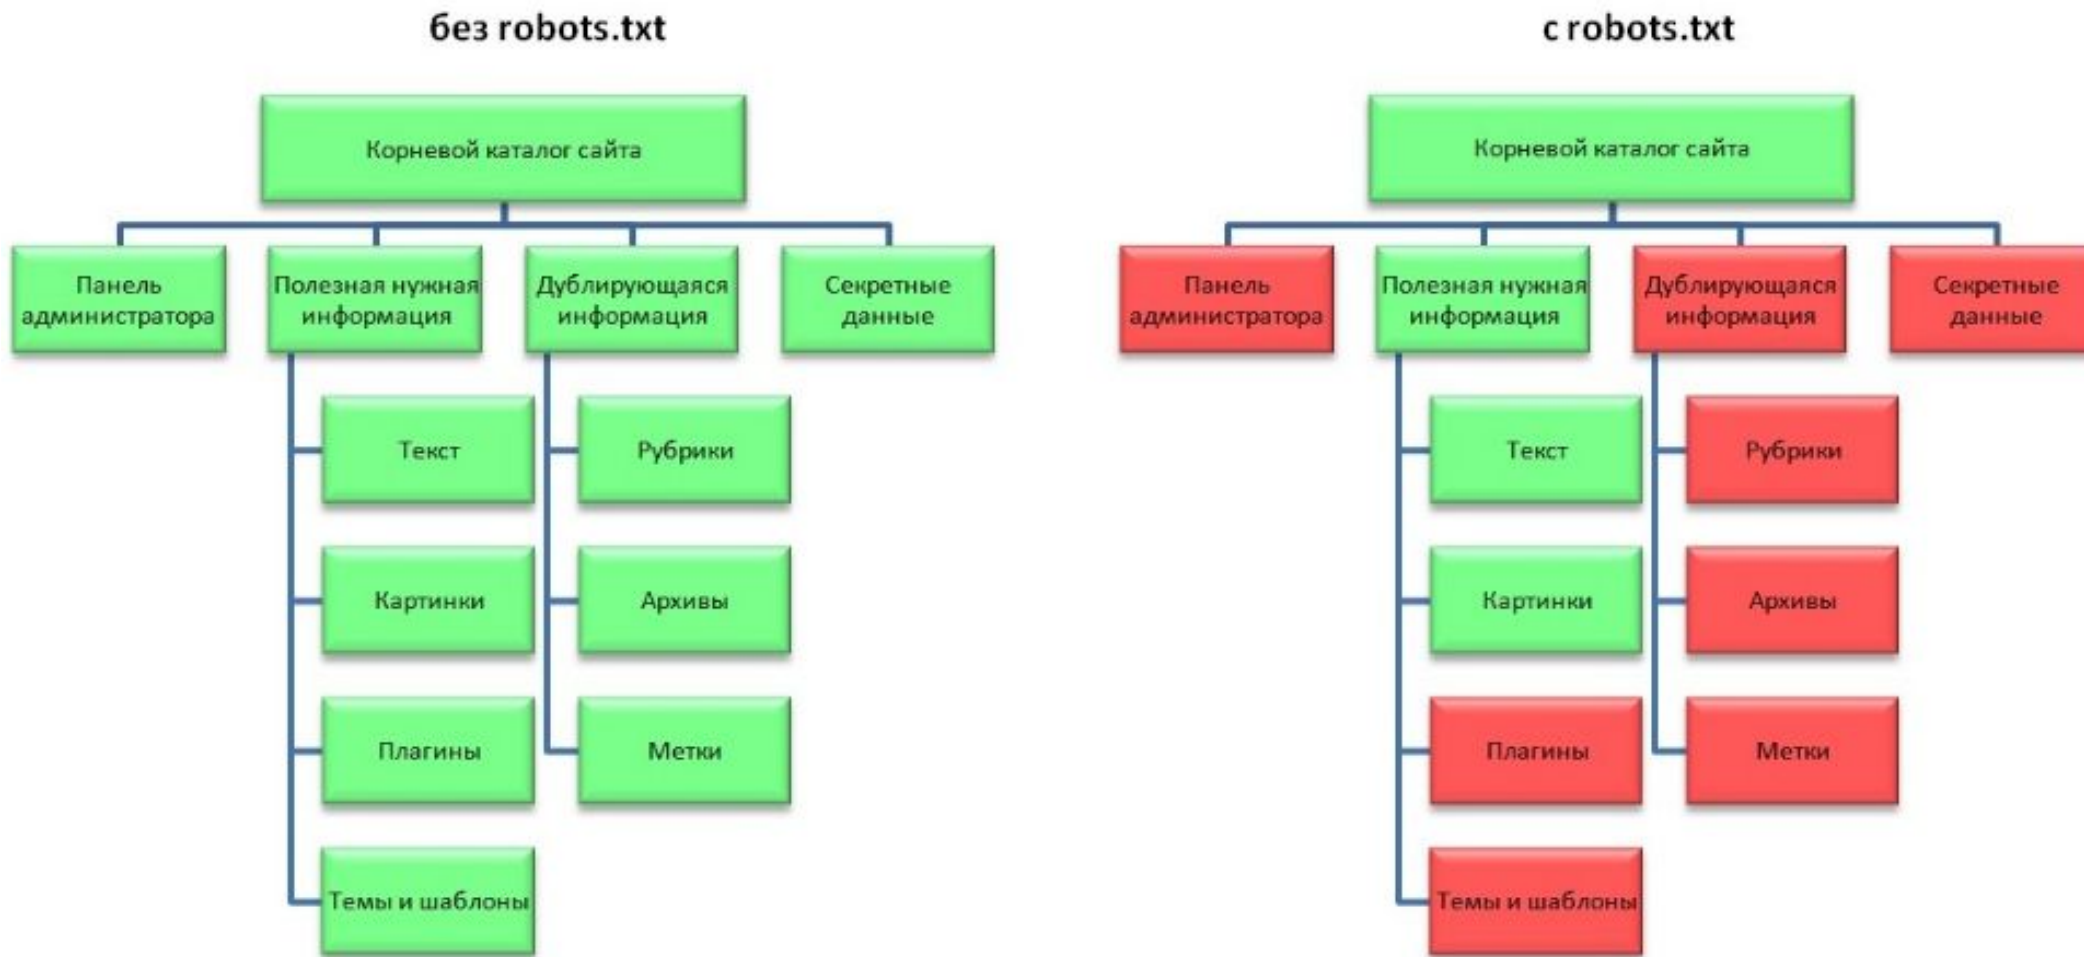 без robots.txt
Корневой каталог сайта
Панель
администратора
Полезная нужная
информация
Дублирующаяся
информация
Секретные
данные
Текст
Рубрики
Картинки
Архивы
Плагины
Метки
Темы и шаблоны
с robots.txt
Корневой каталог сайта
Панель
администратора
Полезная нужная
информация
Дублирующаяся
информация
Секретные
данные
Текст
Рубрики
Картинки
Архивы
Плагины
Метки
Темы и шаблоны